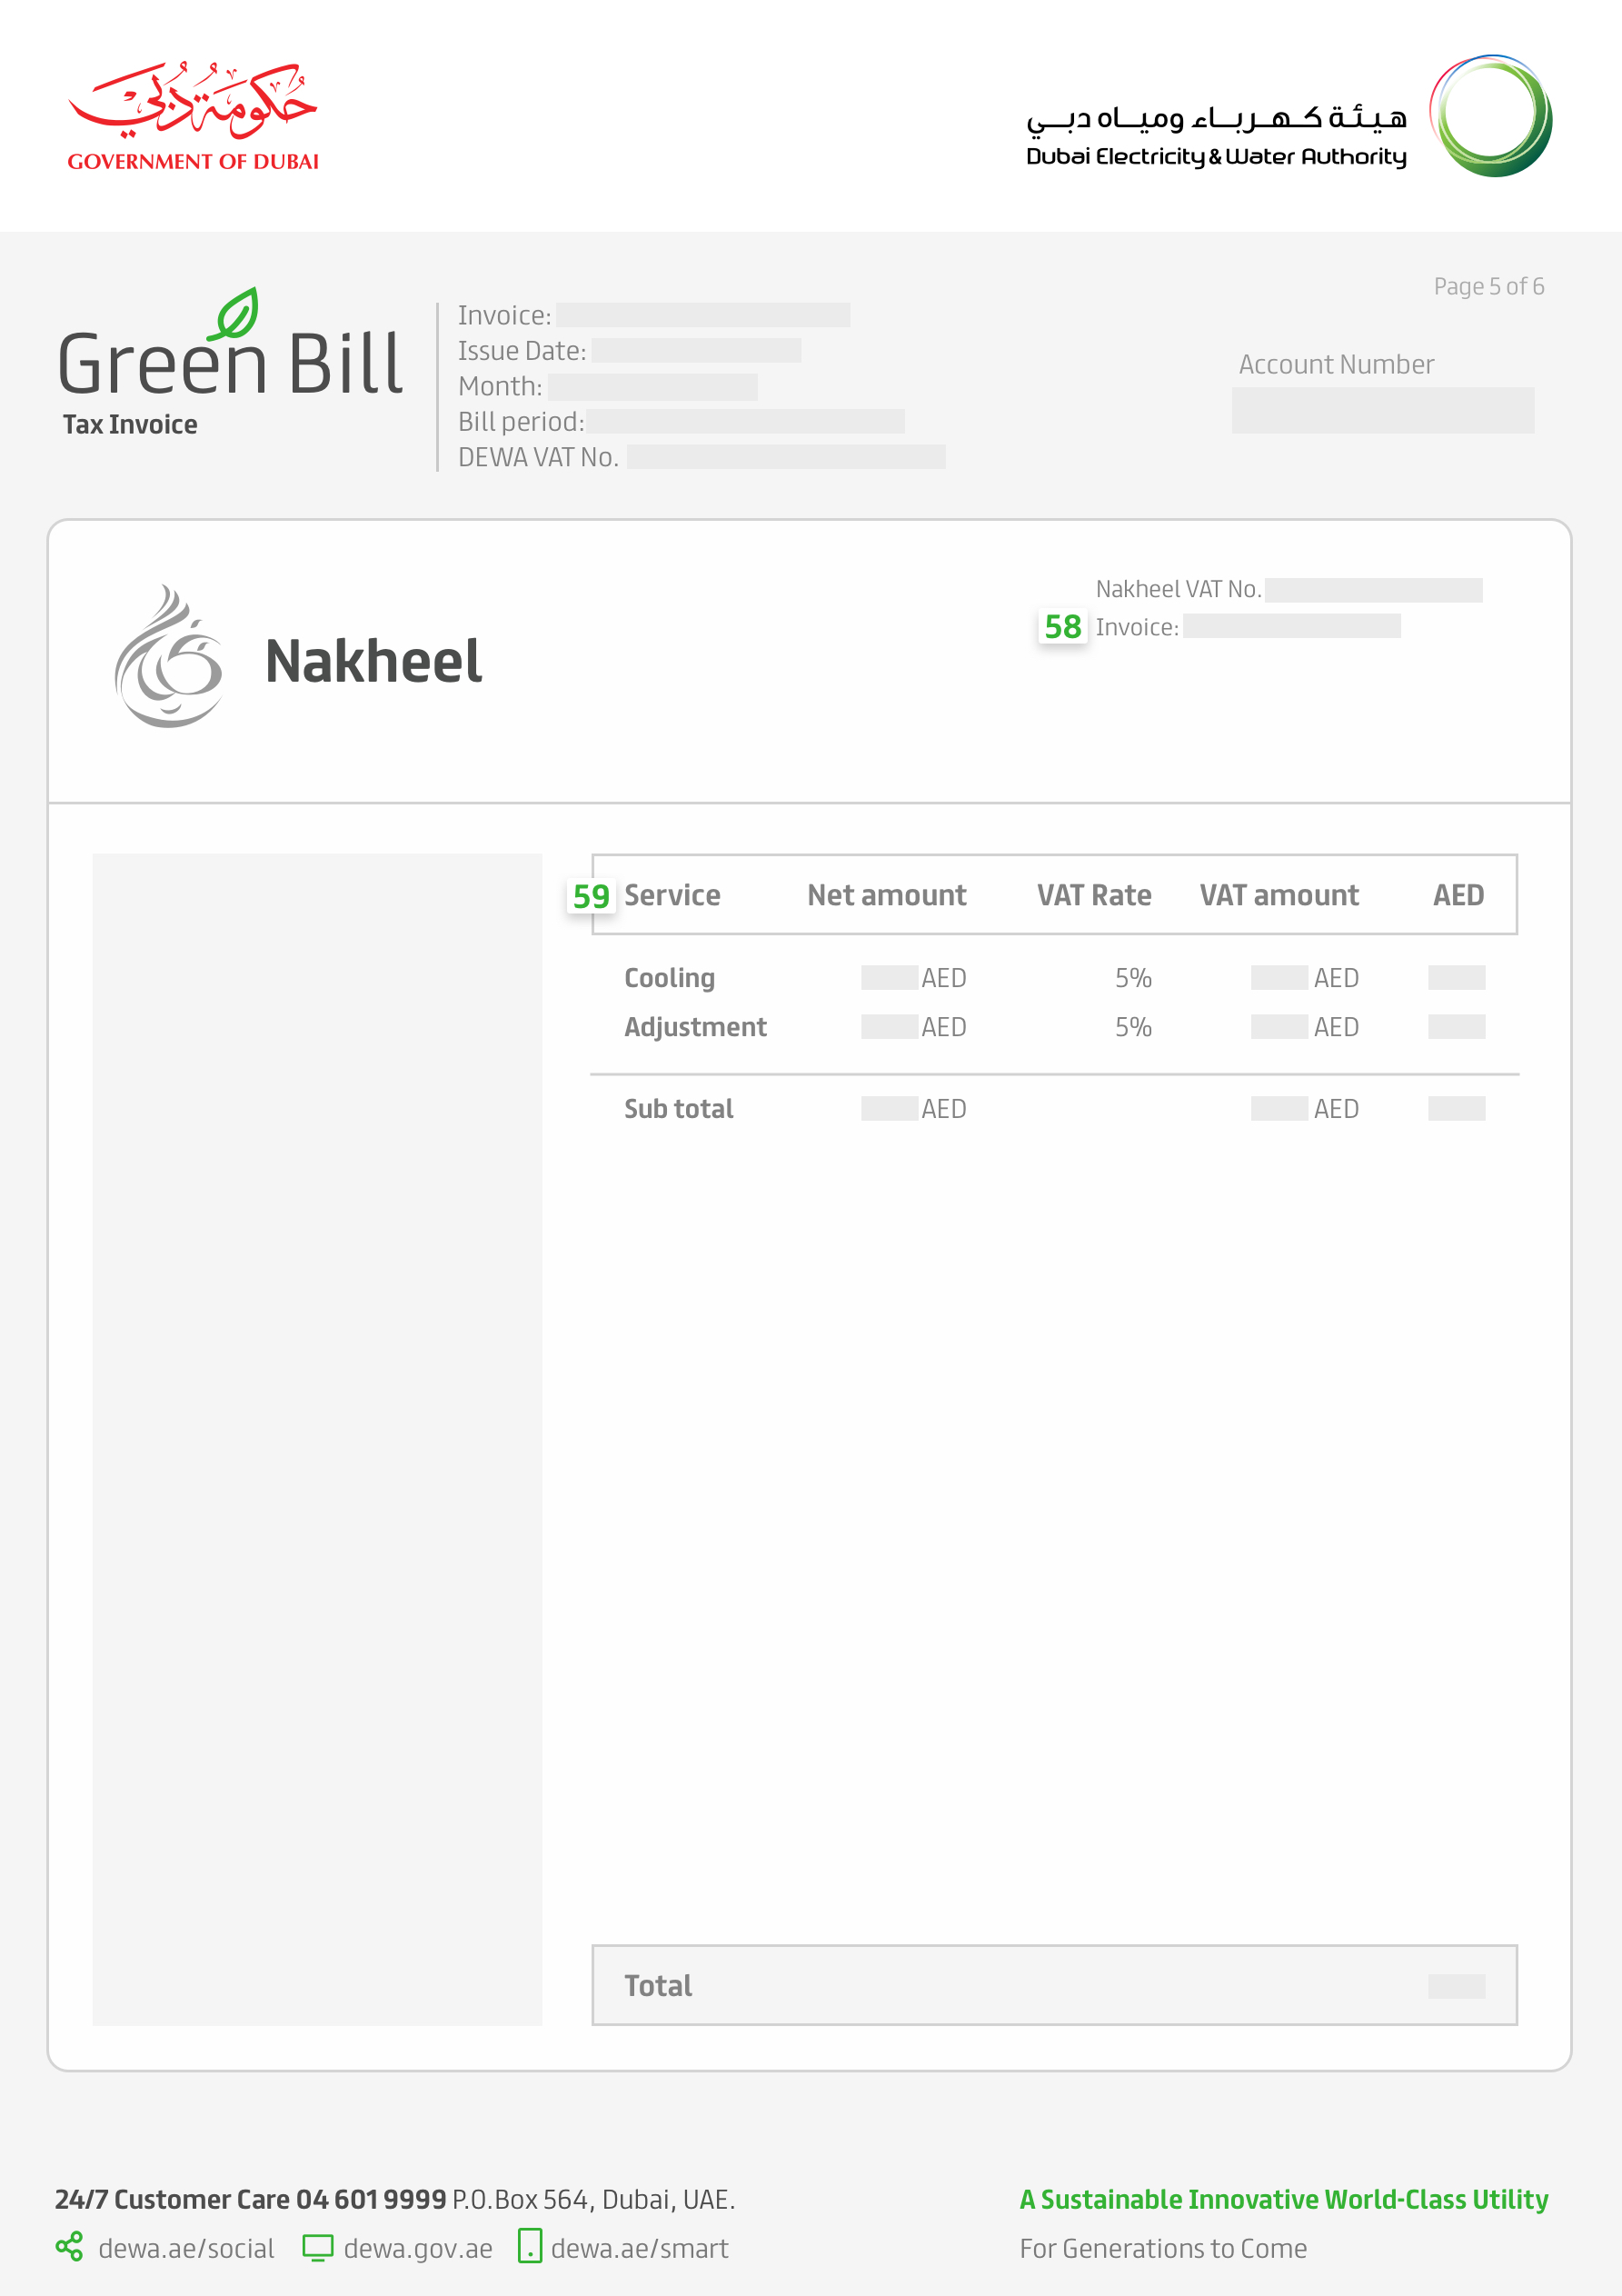 حكومة دبي
GOVERNMENT OF DUBAI
هيئة كهرباء ومياه دبي
Dubai Electricity & Water Authority
Page 5 of 6
Green Bill
Tax Invoice
Invoice:
Issue Date:
Month:
Bill period:
DEWA VAT No.
Account Number
Nakheel
Nakheel VAT No.
58 Invoice:
59 Service Net amount VAT Rate VAT amount AED
Cooling AED 5% AED
Adjustment AED 5% AED
Sub total AED AED
Total
24/7 Customer Care 04 601 9999 P.O.Box 564, Dubai, UAE.
dewa.ae/social dewa.gov.ae dewa.ae/smart
A Sustainable Innovative World-Class Utility
For Generations to Come